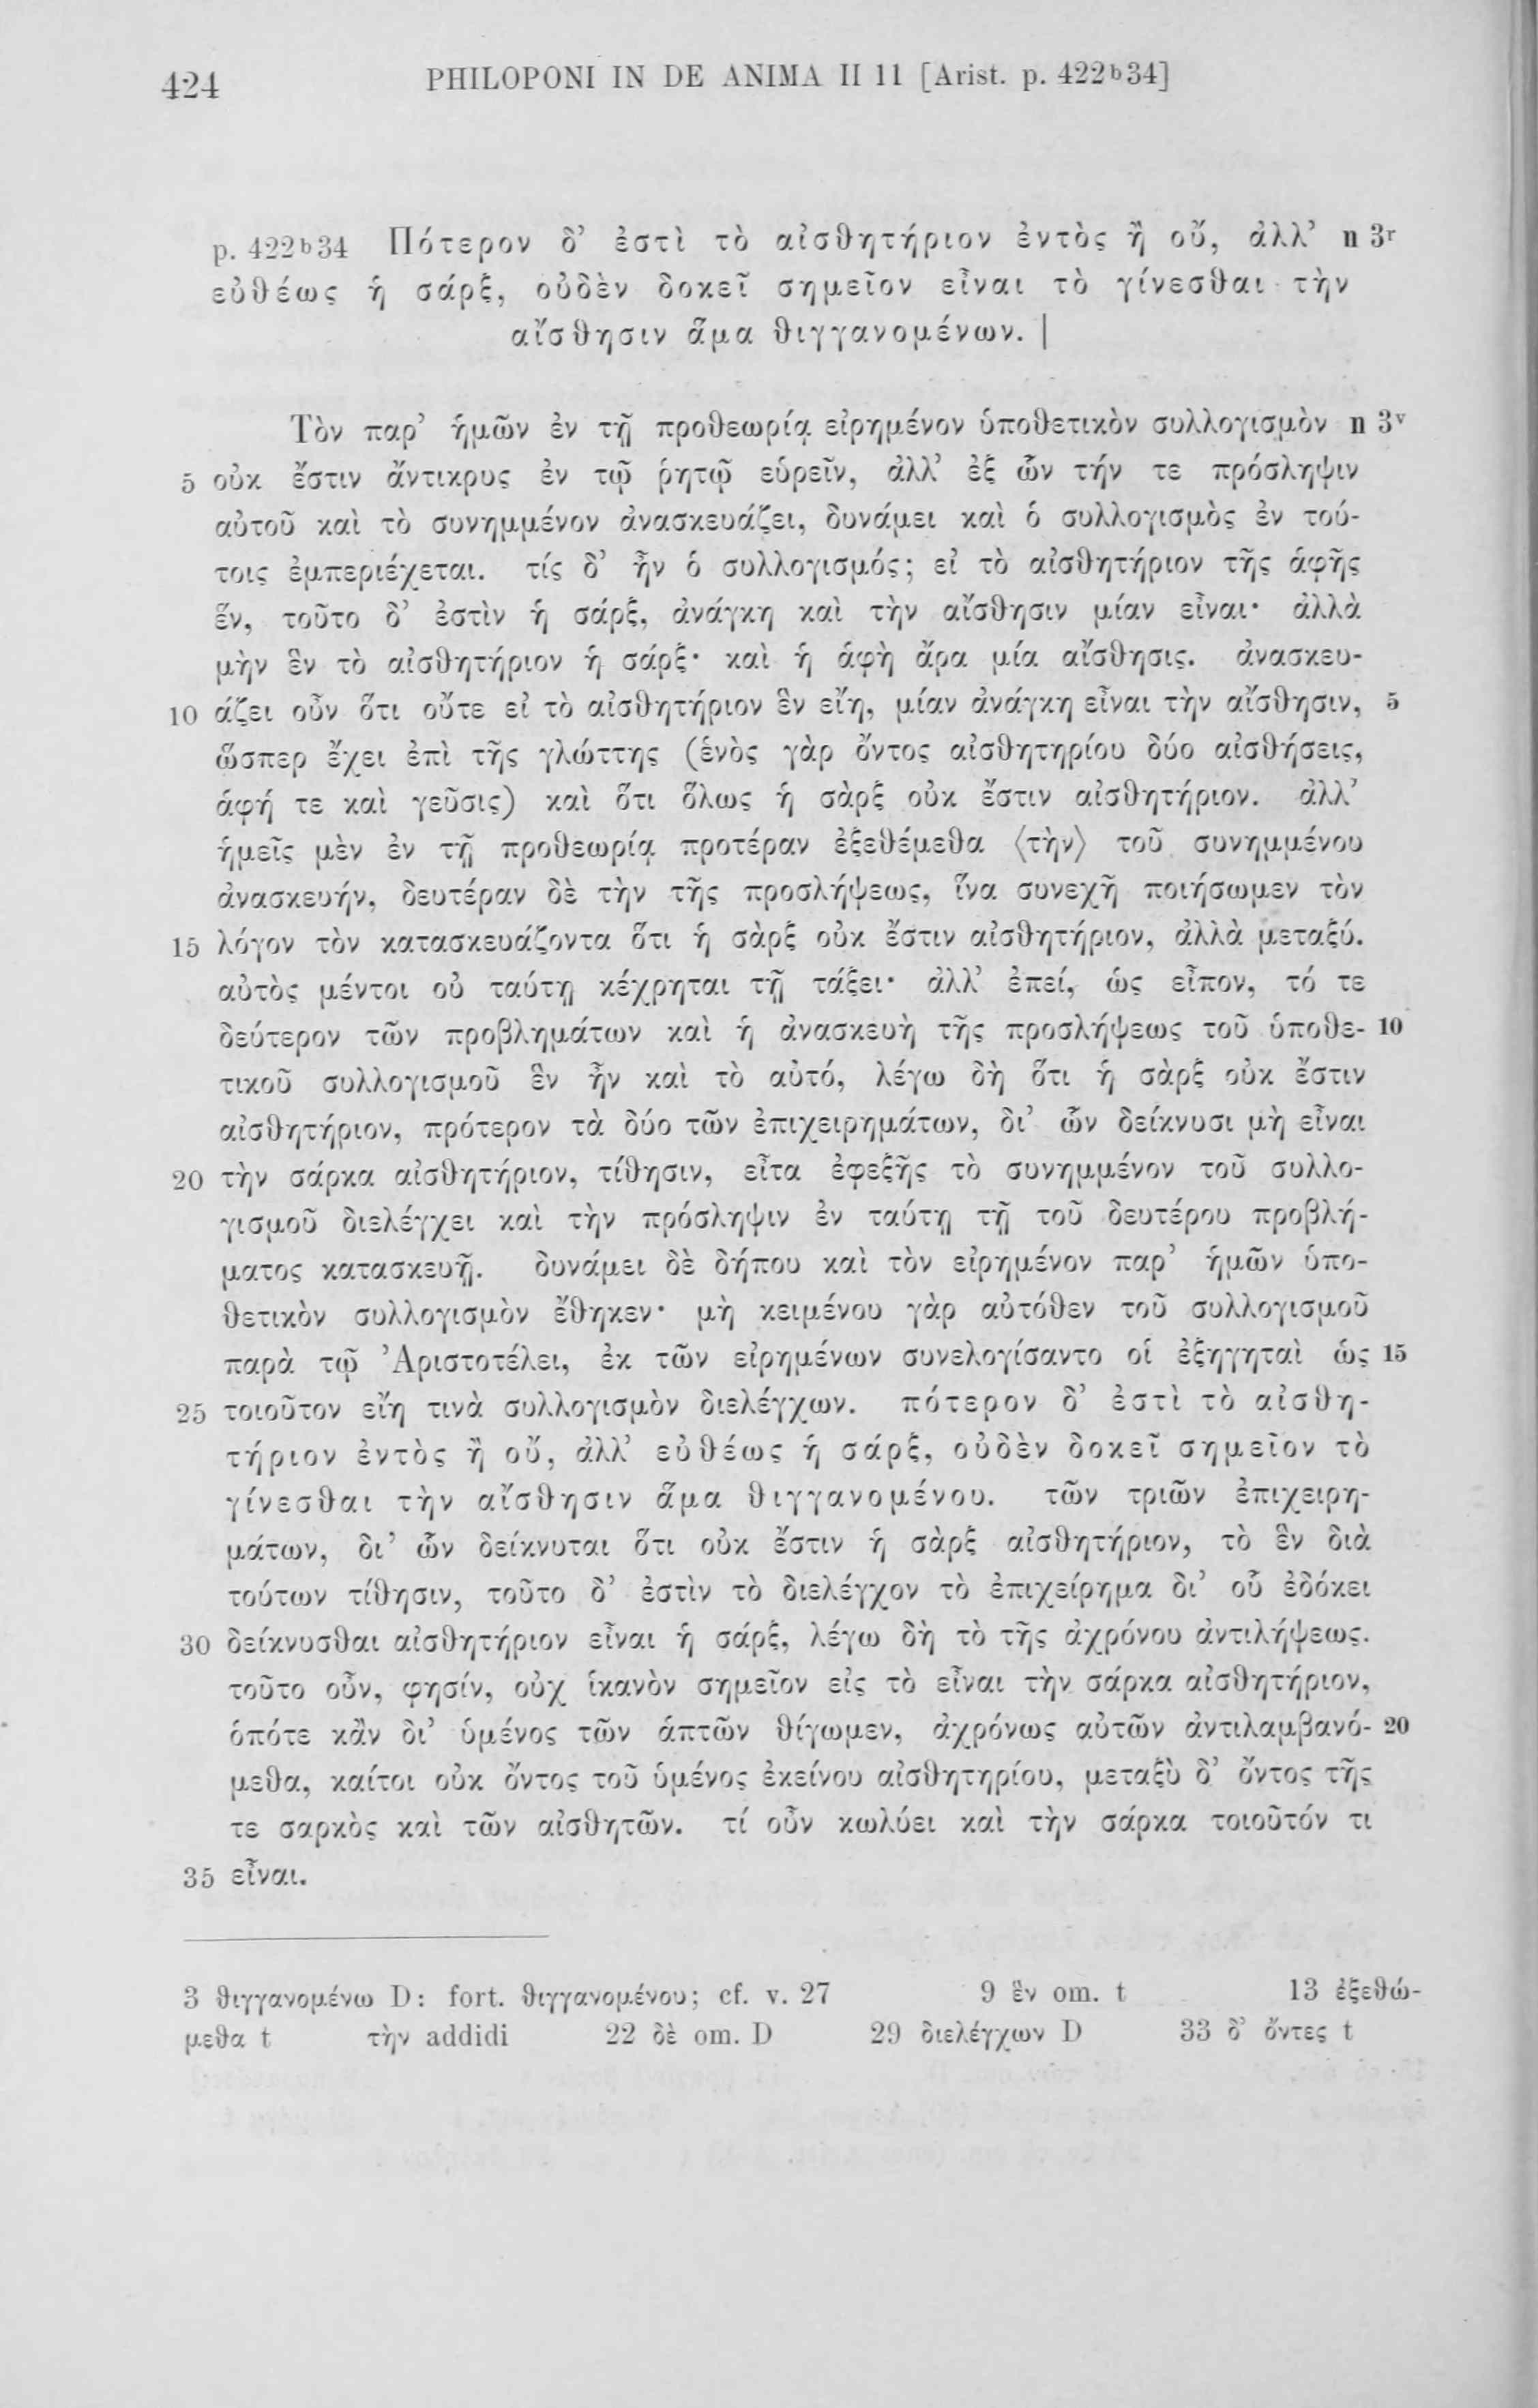 424 PHILOPONI IN DE ANIMA II 11 [Arist. p. 422b34]
p. 422b34 Πότερον δ’ ἐστὶ τὸ αἰσθητήριον ἐντὸς ἢ οὔ, ἀλλ’ n 3r
εὐθέως ἡ σάρξ, οὐδὲν δοκεῖ σημεῖον εἶναι τὸ γίνεσθαι τὴν
αἴσθησιν ἅμα θιγγανομένων. |
Τὸν παρ’ ἡμῶν ἐν τῇ προθεωρίᾳ εἰρημένον ὑποθετικὸν συλλογισμὸν n 3v
5 οὐκ ἔστιν ἄντικρυς ἐν τῷ ῥητῷ εὑρεῖν, ἀλλ’ ἐξ ὧν τήν τε πρόσληψιν
αὐτοῦ καὶ τὸ συνημμένον ἀνασκευάζει, δυνάμει καὶ ὁ συλλογισμὸς ἐν τού-
τοις ἐμπεριέχεται. τίς δ’ ἦν ὁ συλλογισμός; εἰ τὸ αἰσθητήριον τῆς ἁφῆς
ἕν, τοῦτο δ’ ἐστὶν ἡ σάρξ, ἀνάγκη καὶ τὴν αἴσθησιν μίαν εἶναι· ἀλλὰ
μὴν ἓν τὸ αἰσθητήριον ἡ σάρξ· καὶ ἡ ἁφὴ ἄρα μία αἴσθησις. ἀνασκευ-
10 άζει οὖν ὅτι οὔτε εἰ τὸ αἰσθητήριον ἓν εἴη, μίαν ἀνάγκη εἶναι τὴν αἴσθησιν, 5
ὥσπερ ἔχει ἐπὶ τῆς γλώττης (ἑνὸς γὰρ ὄντος αἰσθητηρίου δύο αἰσθήσεις,
ἁφή τε καὶ γεῦσις) καὶ ὅτι ὅλως ἡ σὰρξ οὐκ ἔστιν αἰσθητήριον. ἀλλ’
ἡμεῖς μὲν ἐν τῇ προθεωρίᾳ προτέραν ἐξεθέμεθα ⟨τὴν⟩ τοῦ συνημμένου
ἀνασκευήν, δευτέραν δὲ τὴν τῆς προσλήψεως, ἵνα συνεχῆ ποιήσωμεν τὸν
15 λόγον τὸν κατασκευάζοντα ὅτι ἡ σὰρξ οὐκ ἔστιν αἰσθητήριον, ἀλλὰ μεταξύ.
αὐτὸς μέντοι οὐ ταύτῃ κέχρηται τῇ τάξει· ἀλλ’ ἐπεί, ὡς εἶπον, τό τε
δεύτερον τῶν προβλημάτων καὶ ἡ ἀνασκευὴ τῆς προσλήψεως τοῦ ὑποθε- 10
τικοῦ συλλογισμοῦ ἓν ἦν καὶ τὸ αὐτό, λέγω δὴ ὅτι ἡ σὰρξ οὐκ ἔστιν
αἰσθητήριον, πρότερον τὰ δύο τῶν ἐπιχειρημάτων, δι’ ὧν δείκνυσι μὴ εἶναι
20 τὴν σάρκα αἰσθητήριον, τίθησιν, εἶτα ἐφεξῆς τὸ συνημμένον τοῦ συλλο-
γισμοῦ διελέγχει καὶ τὴν πρόσληψιν ἐν ταύτῃ τῇ τοῦ δευτέρου προβλή-
ματος κατασκευῇ. δυνάμει δὲ δήπου καὶ τὸν εἰρημένον παρ’ ἡμῶν ὑπο-
θετικὸν συλλογισμὸν ἔθηκεν· μὴ κειμένου γὰρ αὐτόθεν τοῦ συλλογισμοῦ
παρὰ τῷ Ἀριστοτέλει, ἐκ τῶν εἰρημένων συνελογίσαντο οἱ ἐξηγηταὶ ὡς 15
25 τοιοῦτον εἴη τινὰ συλλογισμὸν διελέγχων. πότερον δ’ ἐστὶ τὸ αἰσθη-
τήριον ἐντὸς ἢ οὔ, ἀλλ’ εὐθέως ἡ σάρξ, οὐδὲν δοκεῖ σημεῖον τὸ
γίνεσθαι τὴν αἴσθησιν ἅμα θιγγανομένου. τῶν τριῶν ἐπιχειρη-
μάτων, δι’ ὧν δείκνυται ὅτι οὐκ ἔστιν ἡ σὰρξ αἰσθητήριον, τὸ ἓν διὰ
τούτων τίθησιν, τοῦτο δ’ ἐστὶν τὸ διελέγχον τὸ ἐπιχείρημα δι’ οὗ ἐδόκει
30 δείκνυσθαι αἰσθητήριον εἶναι ἡ σάρξ, λέγω δὴ τὸ τῆς ἀχρόνου ἀντιλήψεως.
τοῦτο οὖν, φησίν, οὐχ ἱκανὸν σημεῖον εἰς τὸ εἶναι τὴν σάρκα αἰσθητήριον,
ὁπότε κἂν δι’ ὑμένος τῶν ἁπτῶν θίγωμεν, ἀχρόνως αὐτῶν ἀντιλαμβανό- 20
μεθα, καίτοι οὐκ ὄντος τοῦ ὑμένος ἐκείνου αἰσθητηρίου, μεταξὺ δ’ ὄντος τῆς
τε σαρκὸς καὶ τῶν αἰσθητῶν. τί οὖν κωλύει καὶ τὴν σάρκα τοιοῦτόν τι
35 εἶναι.
3 θιγγανομένω D: fort. θιγγανομένου; cf. v. 27 9 ἓν om. t 13 ἐξεθώ-
μεθα t τὴν addidi 22 δὲ om. D 29 διελέγχων D 33 δ’ ὄντες t